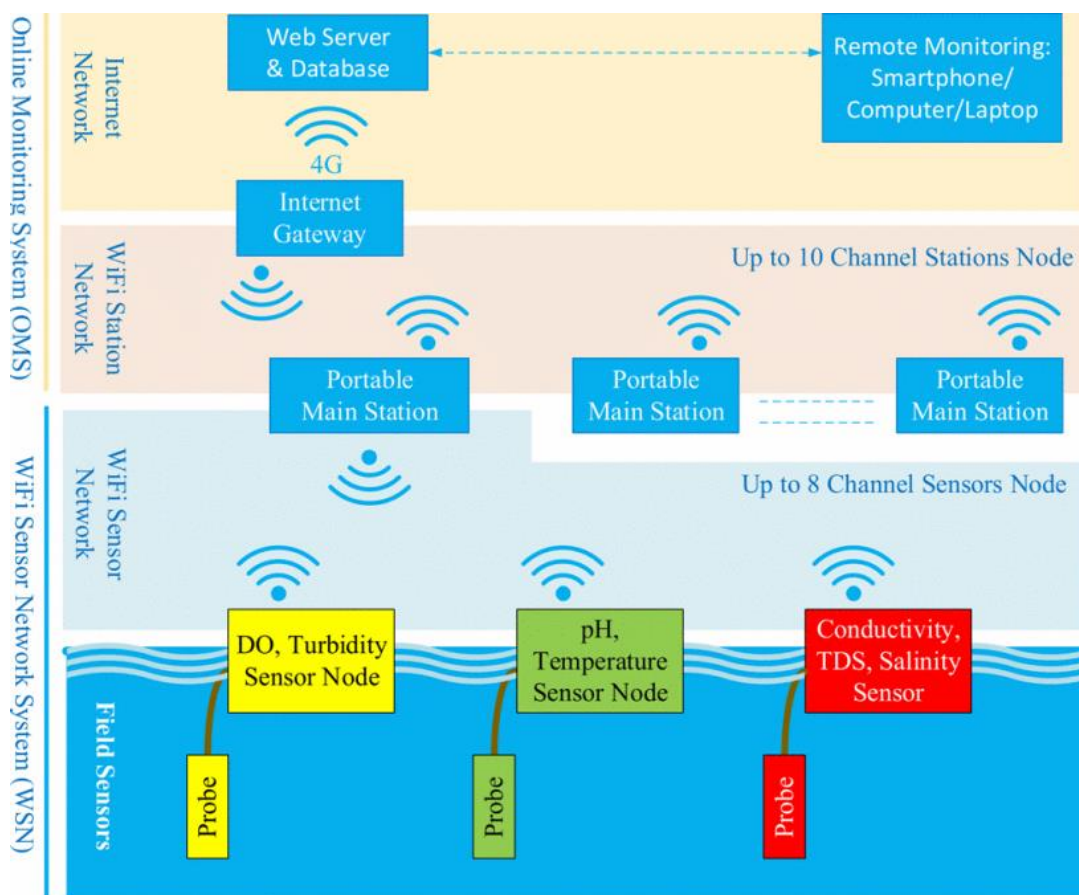 Online Monitoring System (OMS)
Internet
Network
Web Server
& Database
Remote Monitoring:
Smartphone/
Computer/Laptop
4G
Internet
Gateway
WiFi Station
Network
Up to 10 Channel Stations Node
Portable
Main Station
Portable
Main Station
Portable
Main Station
WiFi Sensor Network System (WSN)
WiFi Sensor
Network
Up to 8 Channel Sensors Node
DO, Turbidity
Sensor Node
pH,
Temperature
Sensor Node
Conductivity,
TDS, Salinity
Sensor
Field Sensors
Probe
Probe
Probe